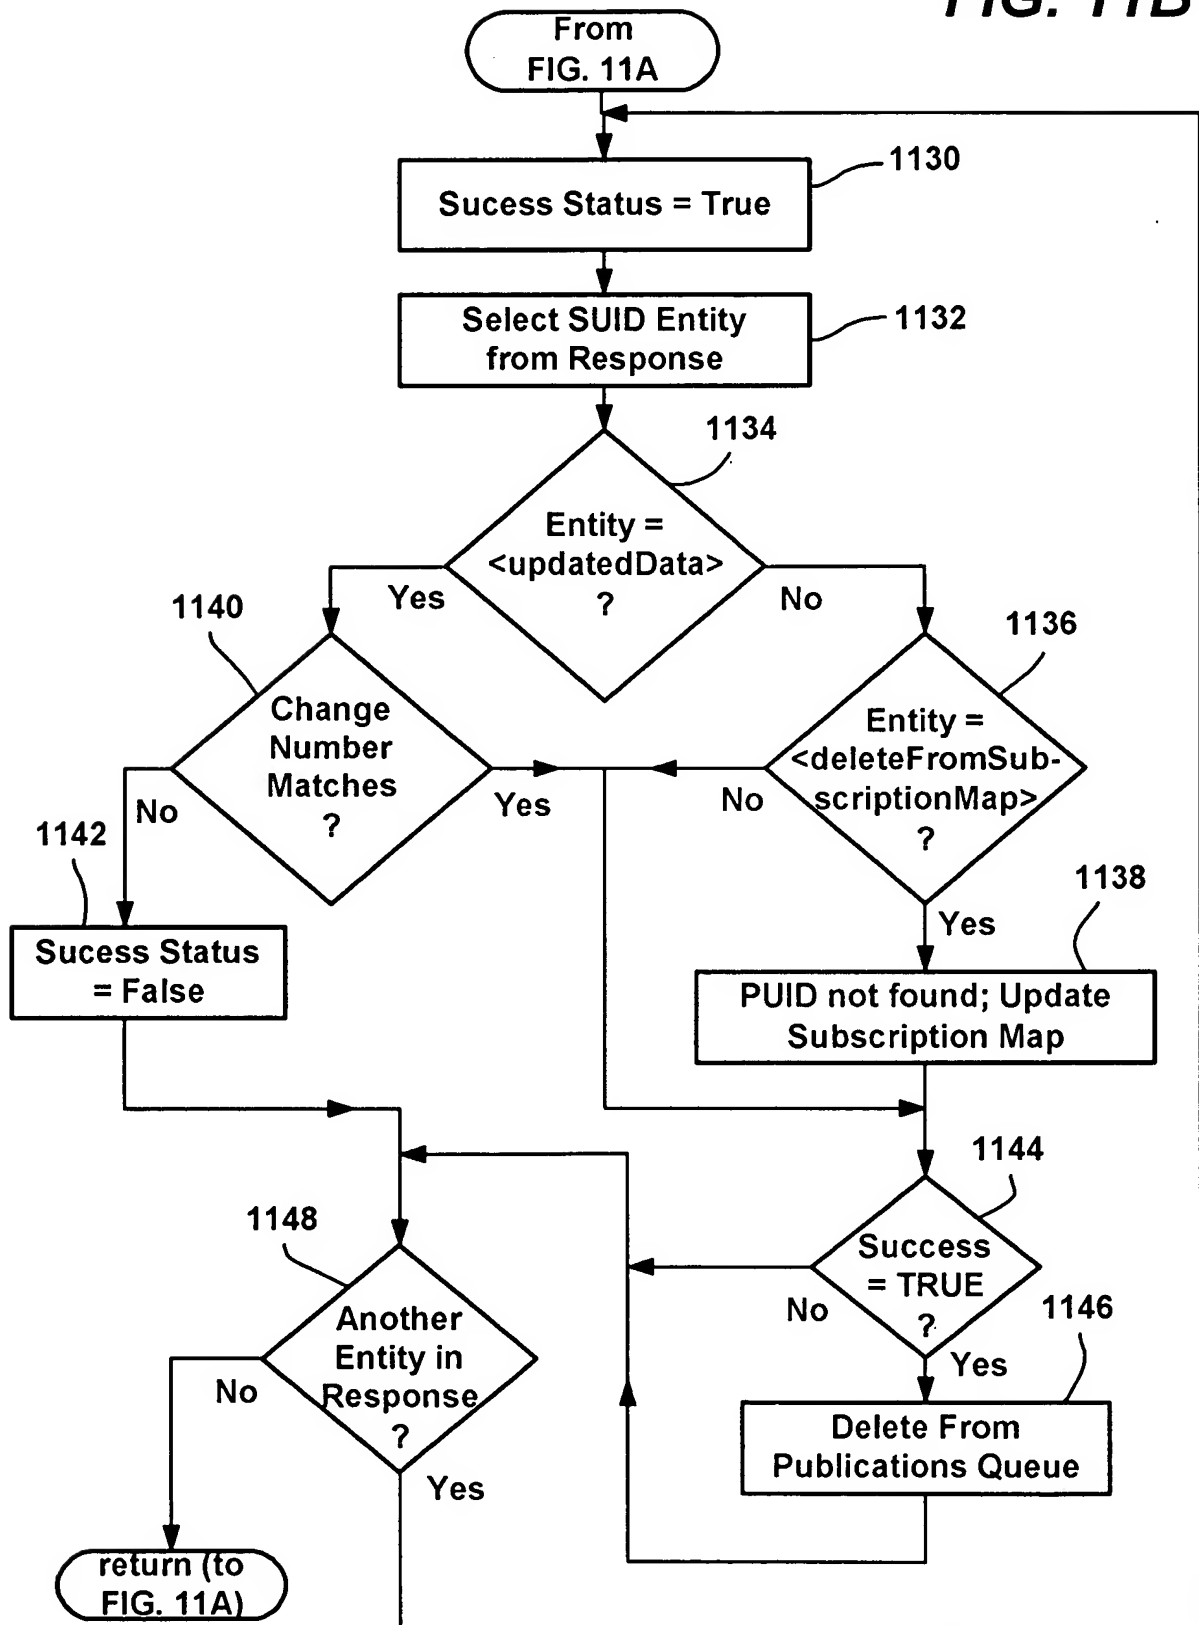 FIG. 11B
From
FIG. 11A
1130
Sucess Status = True
1132
Select SUID Entity
from Response
1134
Entity =
<updatedData>
?
Yes
No
1140
1136
Change
Number
Matches
?
No
Yes
Entity =
<deleteFromSub-
scriptionMap>
?
No
Yes
1142
Sucess Status
= False
1138
PUID not found; Update
Subscription Map
1144
Success
= TRUE
?
No
Yes
1148
Another
Entity in
Response
?
No
Yes
1146
Delete From
Publications Queue
return (to
FIG. 11A)